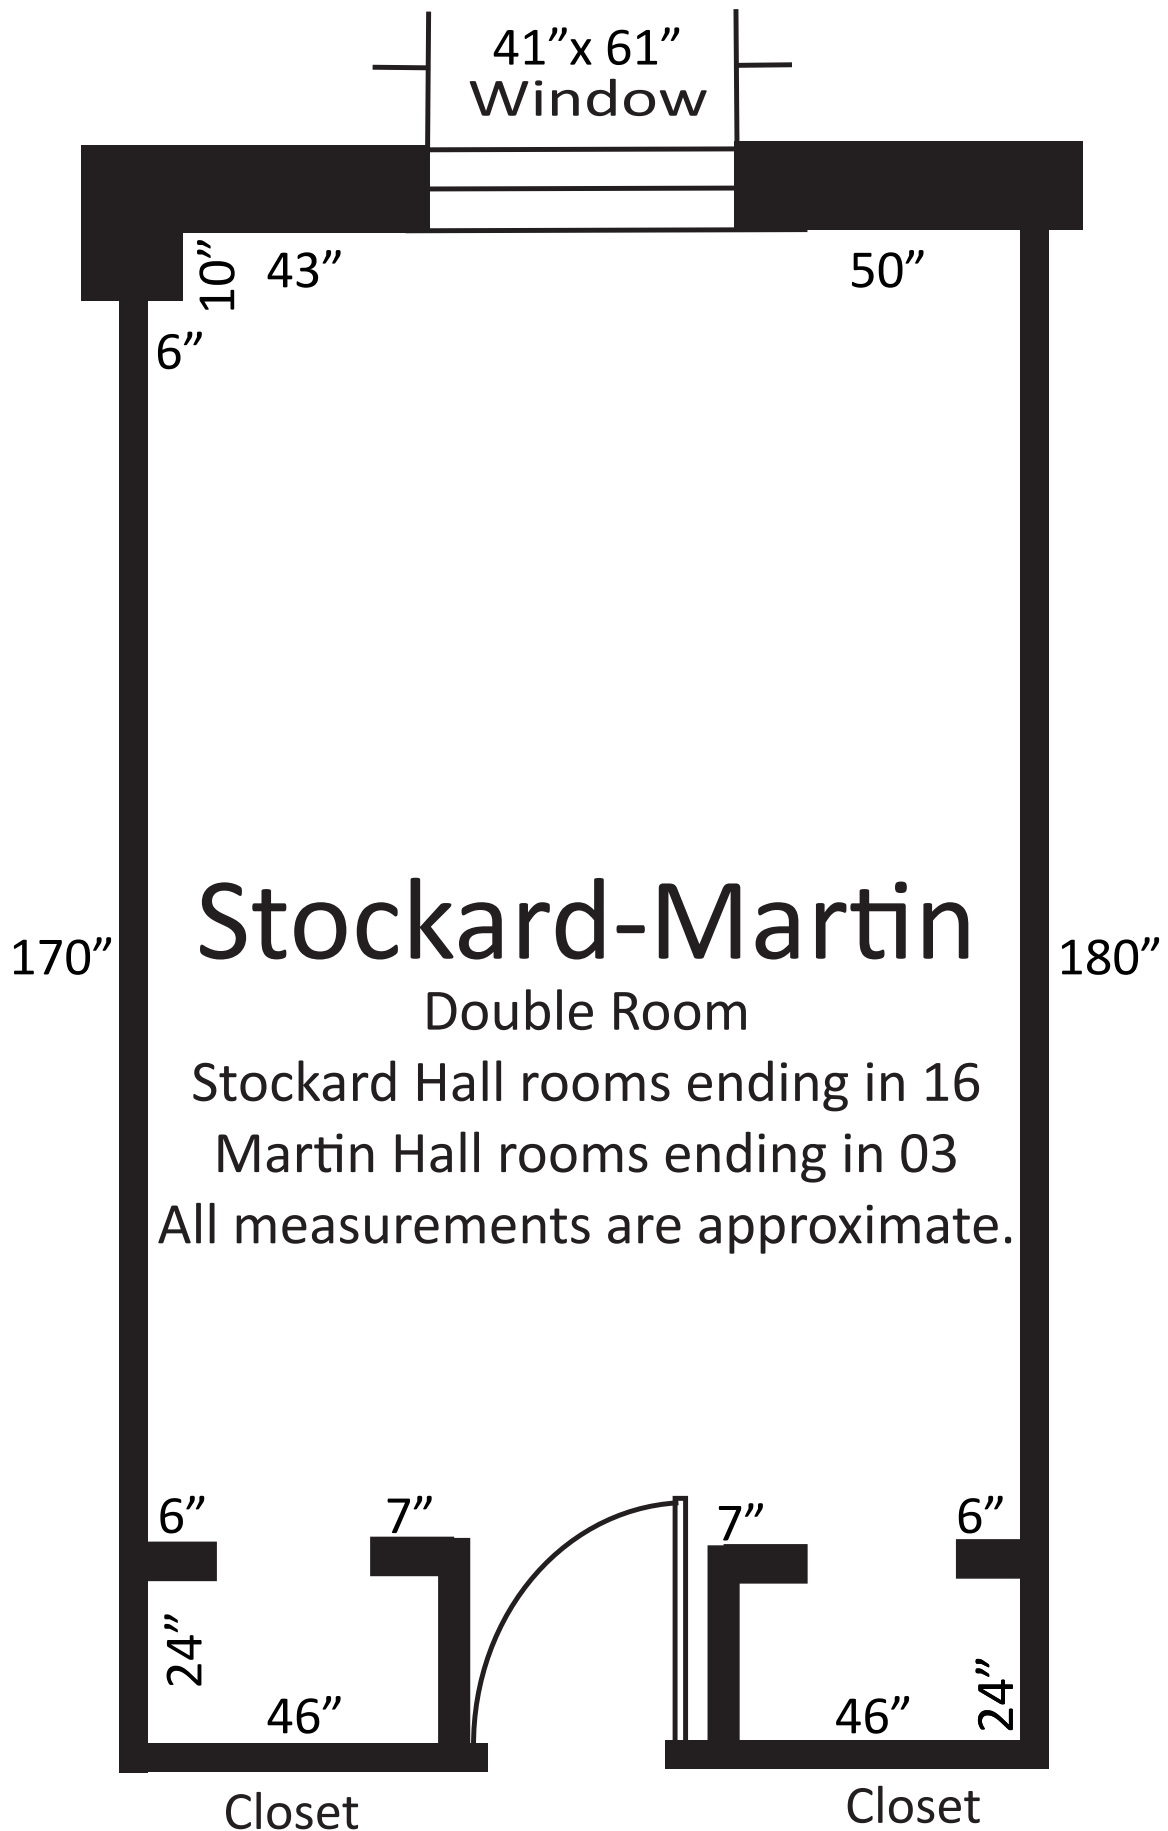 41”x 61”
Window
10”
43”
50”
6”
Stockard-Martin
170”
180”
Double Room
Stockard Hall rooms ending in 16
Martin Hall rooms ending in 03
All measurements are approximate.
6”
7”
7”
6”
24”
24”
46”
46”
Closet
Closet